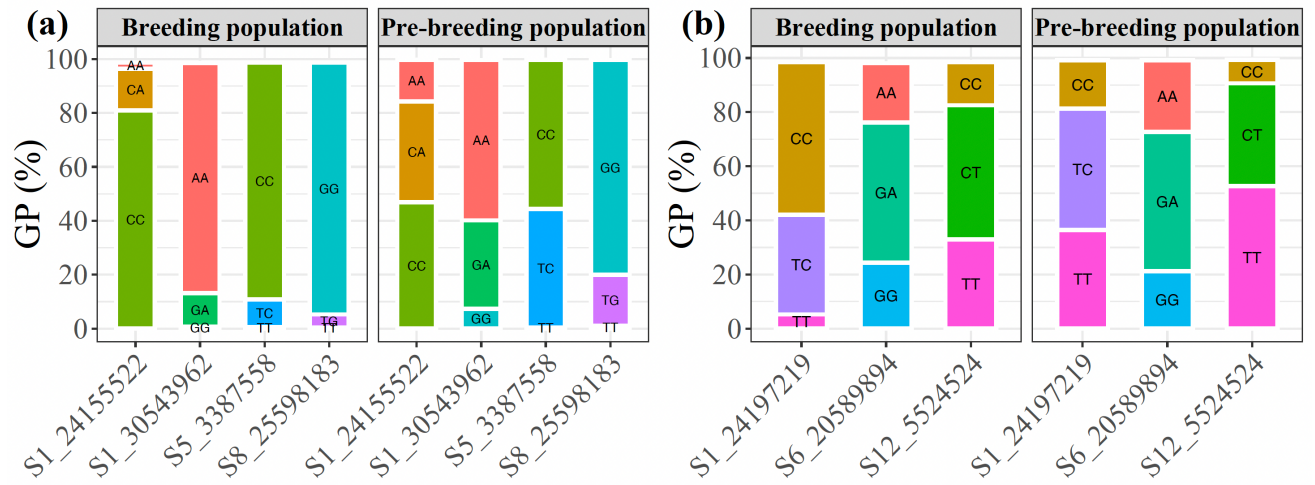 (a)
Breeding population
Pre-breeding population
GP (%)
100
80
60
40
20
0
AA
CA
CC
AA
GA
GG
CC
TC
TT
GG
TG
TT
AA
CA
CC
AA
GA
GG
CC
TC
TT
GG
TG
TT
S1_24155522
S1_30543962
S5_3387558
S8_25598183
S1_24155522
S1_30543962
S5_3387558
S8_25598183
(b)
Breeding population
Pre-breeding population
GP (%)
100
80
60
40
20
0
CC
TC
TT
AA
GA
GG
CC
CT
TT
CC
TC
TT
AA
GA
GG
CC
CT
TT
S1_24197219
S6_20589894
S12_5524524
S1_24197219
S6_20589894
S12_5524524